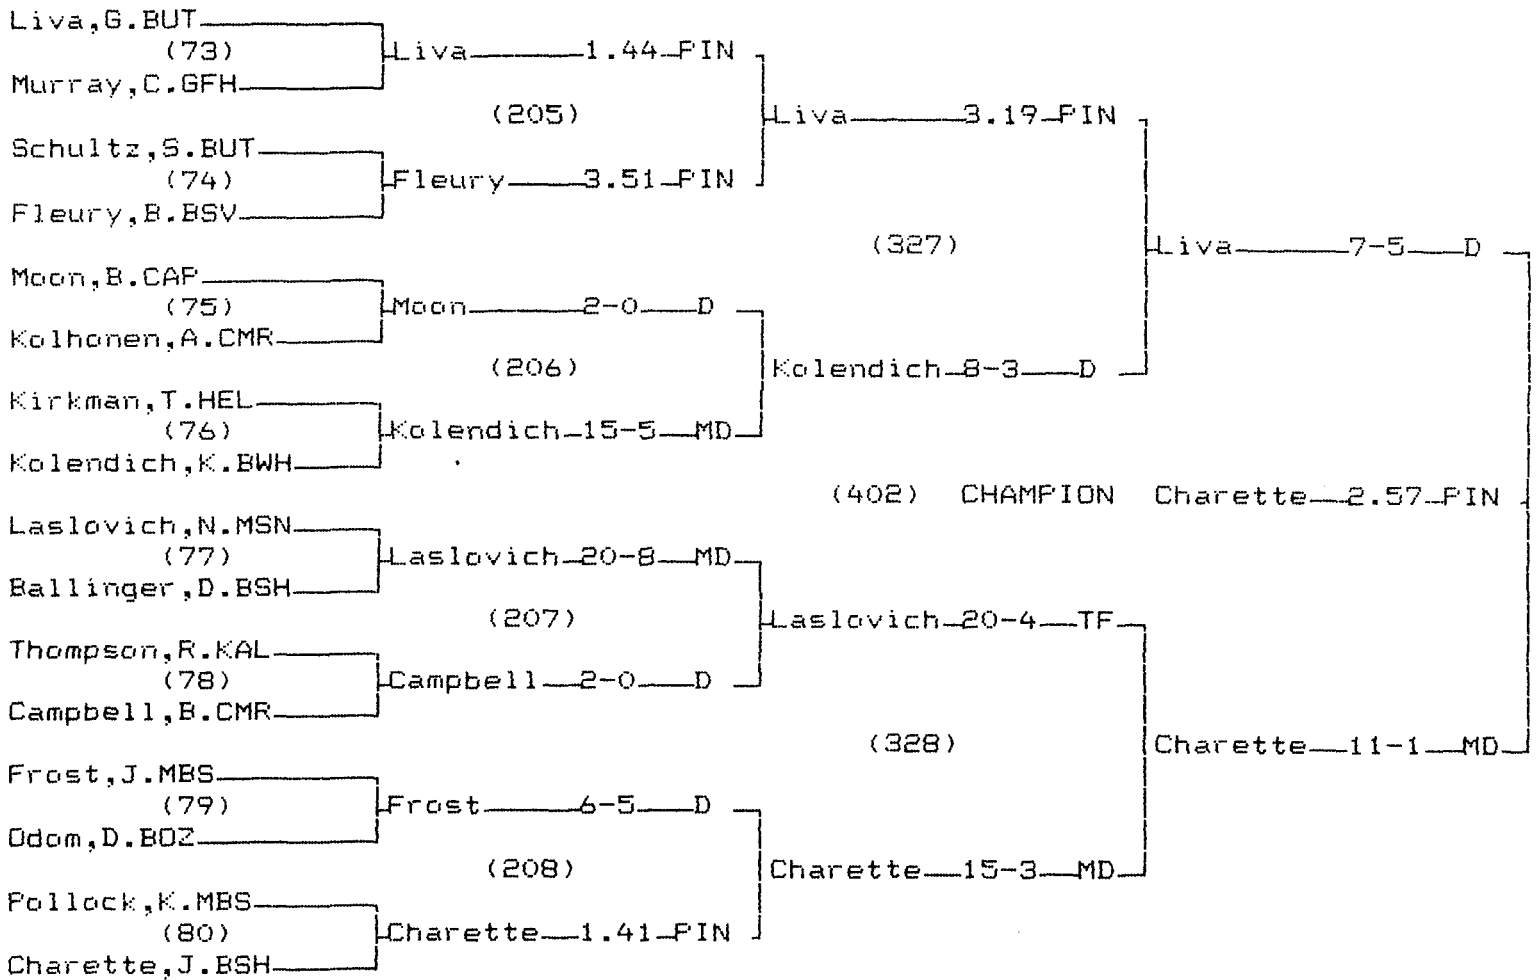 Liva,G.BUT
(73) Liva 1.44 PIN
Murray,C.GFH
(205) Liva 3.19 PIN
Schultz,S.BUT
(74) Fleury 3.51 PIN
Fleury,B.BSV
(327) Liva 7-5 D
Moon,B.CAP
(75) Moon 2-0 D
Kolhonen,A.CMR
(206) Kolendich 8-3 D
Kirkman,T.HEL
(76) Kolendich 15-5 MD
Kolendich,K.BWH
(402) CHAMPION Charette 2.57 PIN
Laslovich,N.MSN
(77) Laslovich 20-8 MD
Ballinger,D.BSH
(207) Laslovich 20-4 TF
Thompson,R.KAL
(78) Campbell 2-0 D
Campbell,B.CMR
(328) Charette 11-1 MD
Frost,J.MBS
(79) Frost 6-5 D
Odom,D.BOZ
(208) Charette 15-3 MD
Pollock,K.MBS
(80) Charette 1.41 PIN
Charette,J.BSH